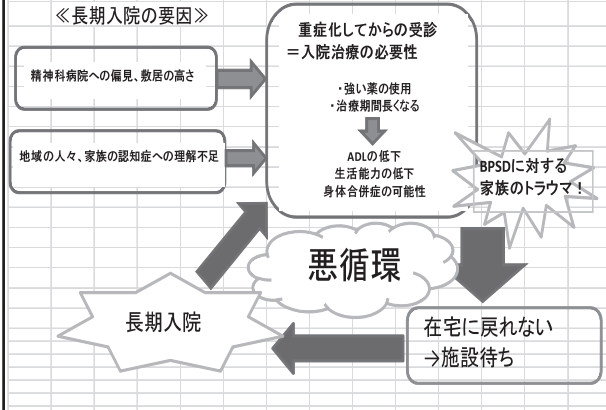 ≪長期入院の要因≫
精神科病院への偏見、敷居の高さ
地域の人々、家族の認知症への理解不足
重症化してからの受診
＝入院治療の必要性
・強い薬の使用
・治療期間長くなる
ADLの低下
生活能力の低下
身体合併症の可能性
BPSDに対する
家族のトラウマ！
悪循環
在宅に戻れない
→施設待ち
長期入院